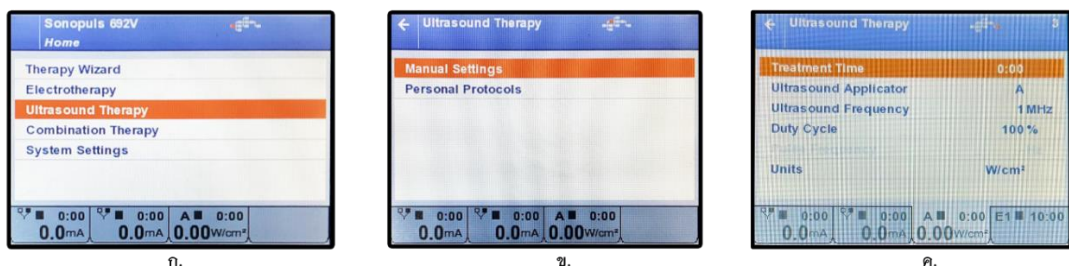 Sonopuls 692V
Home
Therapy Wizard
Electrotherapy
Ultrasound Therapy
Combination Therapy
System Settings
0:00 0:00 A 0:00
0.0mA 0.0mA 0.00W/cm²
ก.
Ultrasound Therapy
Manual Settings
Personal Protocols
0:00 0:00 A 0:00
0.0mA 0.0mA 0.00W/cm²
ข.
Ultrasound Therapy 3
Treatment Time 0:00
Ultrasound Applicator A
Ultrasound Frequency 1 MHz
Duty Cycle 100 %
Units W/cm²
0:00 0:00 A 0:00 E1 10:00
0.0mA 0.0mA 0.00W/cm²
ค.